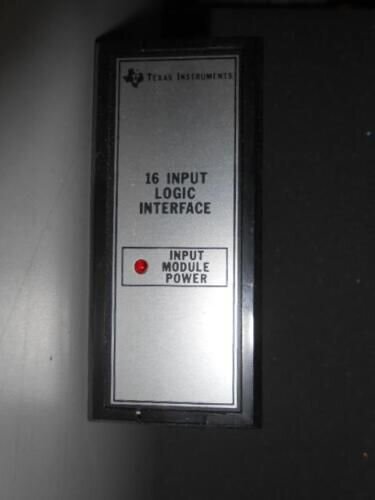 TEXAS INSTRUMENTS
16 INPUT
LOGIC
INTERFACE
INPUT
MODULE
POWER